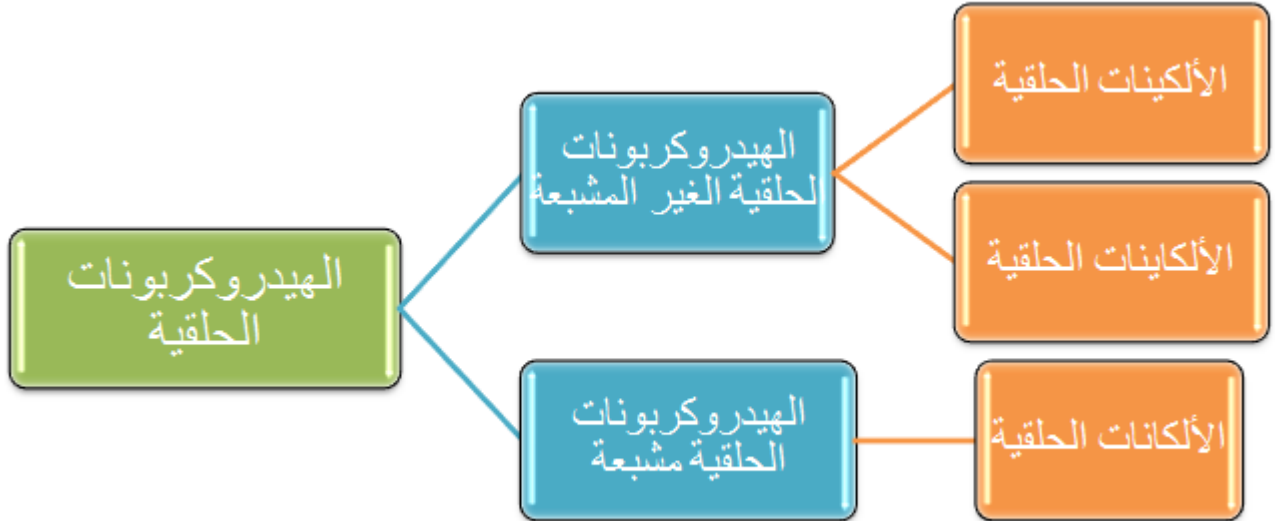 الهيدروكربونات
الحلقية
الهيدروكربونات
لحلقية الغير المشبعة
الهيدروكربونات
الحلقية مشبعة
الألكينات الحلقية
الألكاينات الحلقية
الألكانات الحلقية